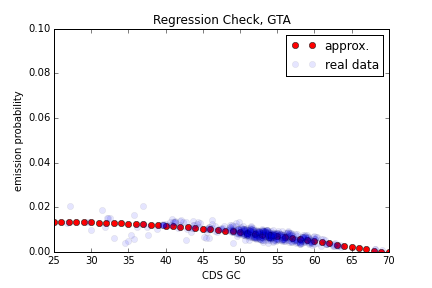 Regression Check, GTA
approx.
real data
emission probability
0.10
0.08
0.06
0.04
0.02
0.00
25 30 35 40 45 50 55 60 65 70
CDS GC